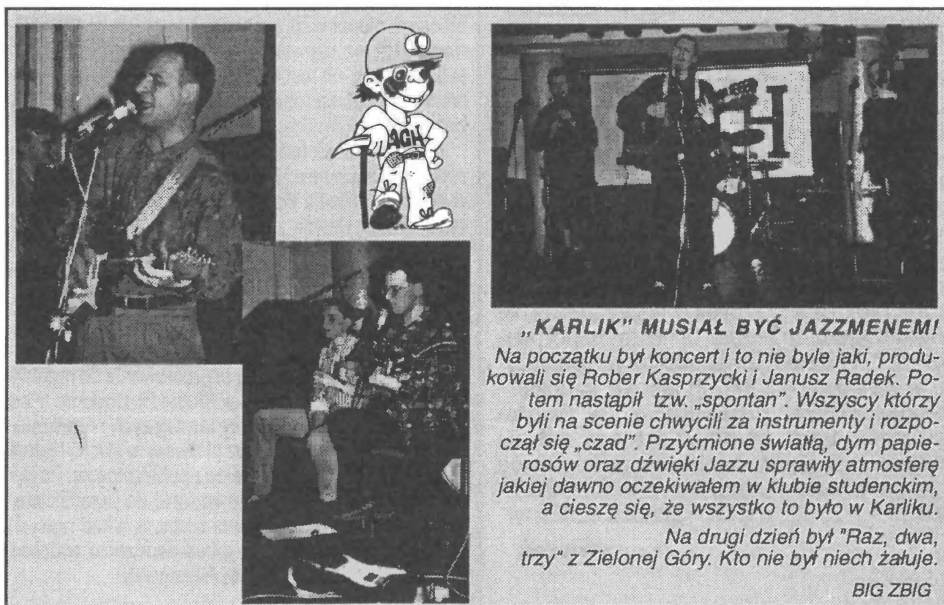 AGH
H
„KARLIK” MUSIAŁ BYĆ JAZZMENEM!
Na początku był koncert i to nie byle jaki, produ-
kowali się Rober Kasprzycki i Janusz Radek. Po-
tem nastąpił tzw. „spontan”. Wszyscy którzy
byli na scenie chwycili za instrumenty i rozpo-
czął się „czad”. Przyćmione światła, dym papie-
rosów oraz dźwięki Jazzu sprawiły atmosferę
jakiej dawno oczekiwałem w klubie studenckim,
a cieszę się, że wszystko to było w Karliku.
Na drugi dzień był "Raz, dwa,
trzy“ z Zielonej Góry. Kto nie był niech żałuje.
BIG ZBIG